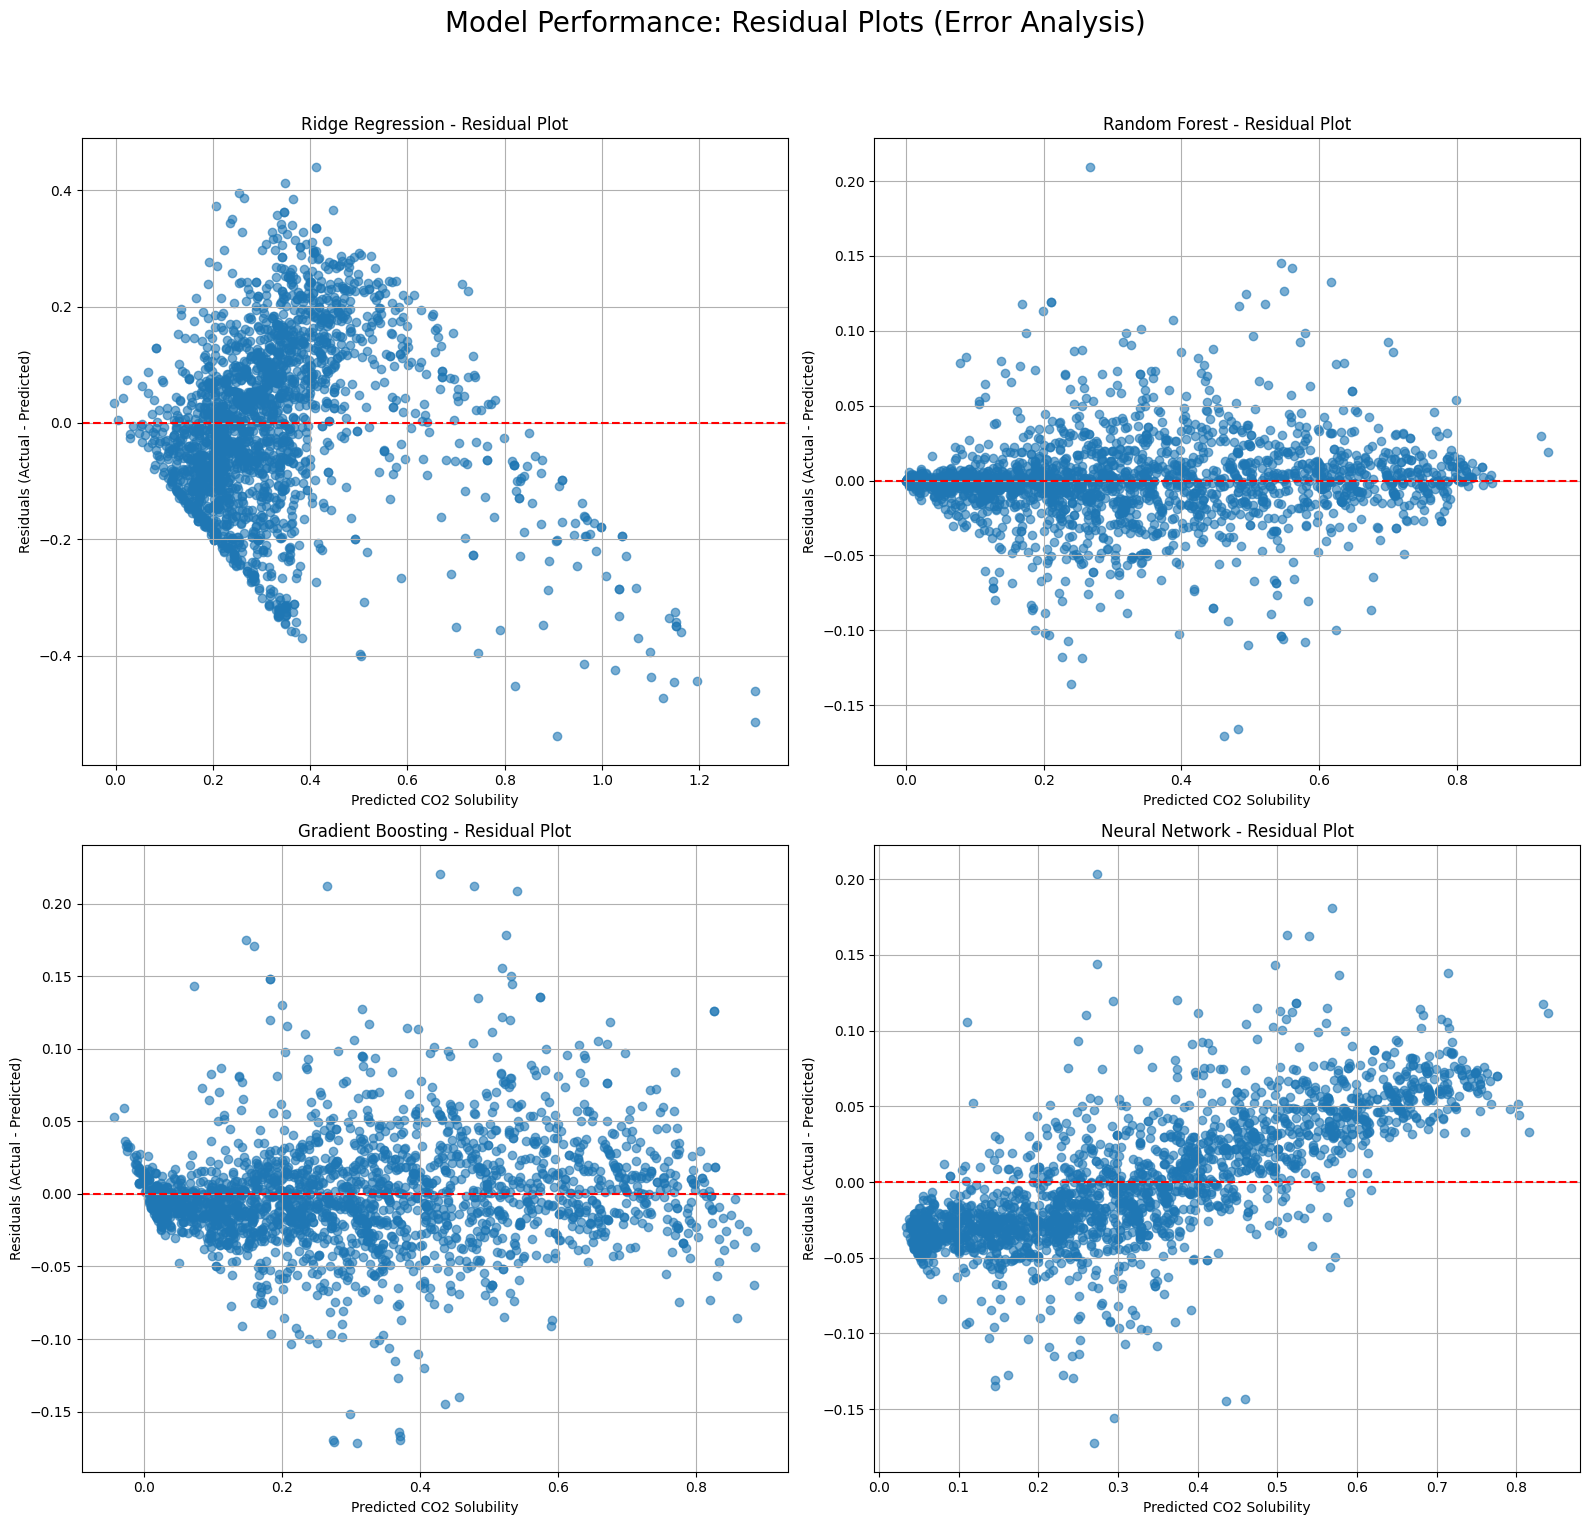 Model Performance: Residual Plots (Error Analysis)
Ridge Regression - Residual Plot
0.4
0.2
0.0
−0.2
−0.4
Residuals (Actual - Predicted)
0.0 0.2 0.4 0.6 0.8 1.0 1.2
Predicted CO2 Solubility
Random Forest - Residual Plot
0.20
0.15
0.10
0.05
0.00
−0.05
−0.10
−0.15
Residuals (Actual - Predicted)
0.0 0.2 0.4 0.6 0.8
Predicted CO2 Solubility
Gradient Boosting - Residual Plot
0.20
0.15
0.10
0.05
0.00
−0.05
−0.10
−0.15
Residuals (Actual - Predicted)
0.0 0.2 0.4 0.6 0.8
Predicted CO2 Solubility
Neural Network - Residual Plot
0.20
0.15
0.10
0.05
0.00
−0.05
−0.10
−0.15
Residuals (Actual - Predicted)
0.0 0.1 0.2 0.3 0.4 0.5 0.6 0.7 0.8
Predicted CO2 Solubility